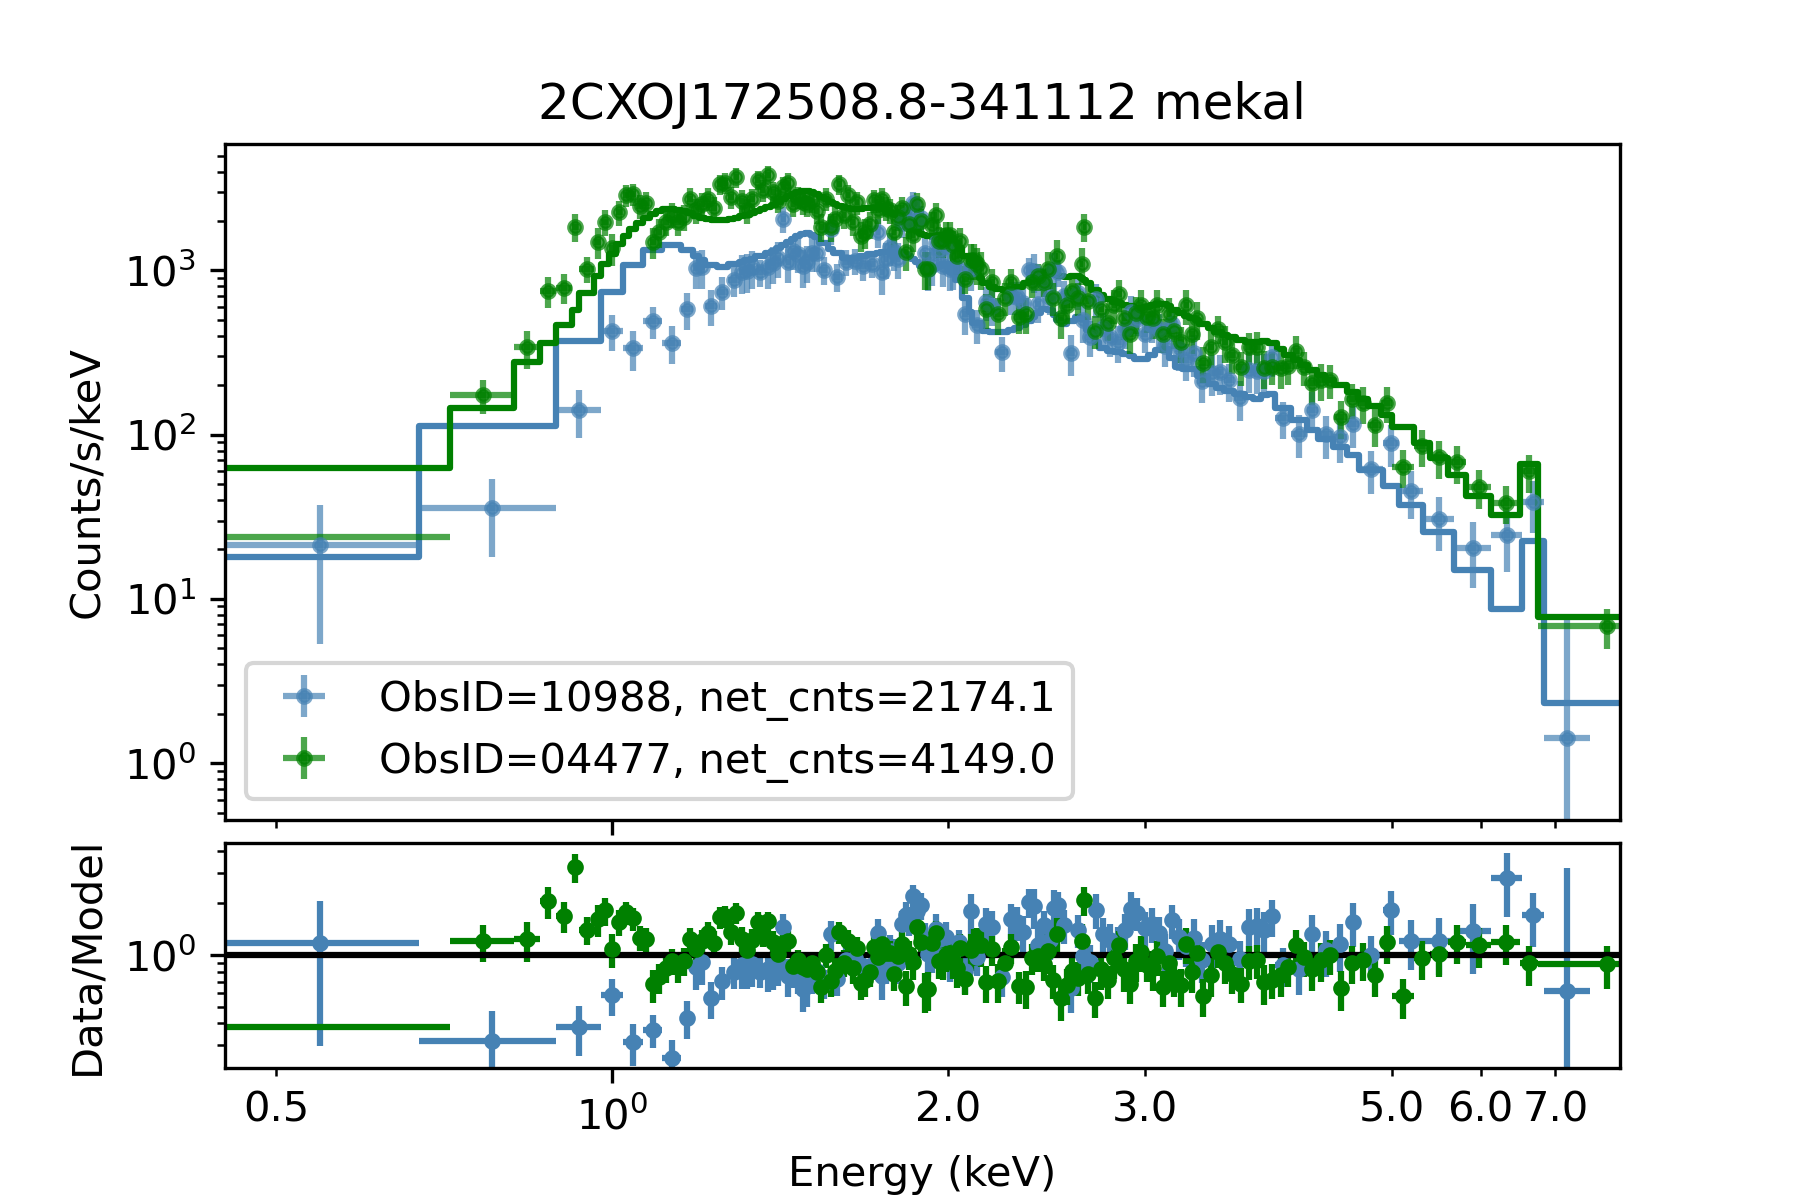 2CXOJ172508.8-341112 mekal
Counts/s/keV
10³
10²
10¹
10⁰
ObsID=10988, net_cnts=2174.1
ObsID=04477, net_cnts=4149.0
Data/Model
10⁰
0.5 10⁰ 2.0 3.0 5.0 6.0 7.0
Energy (keV)